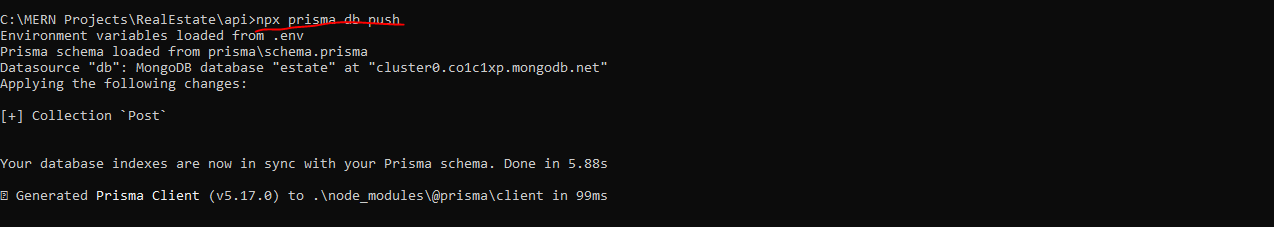 C:\MERN Projects\RealEstate\api>npx prisma db push
Environment variables loaded from .env
Prisma schema loaded from prisma\schema.prisma
Datasource "db": MongoDB database "estate" at "cluster0.co1c1xp.mongodb.net"
Applying the following changes:
[+] Collection `Post`
Your database indexes are now in sync with your Prisma schema. Done in 5.88s
Generated Prisma Client (v5.17.0) to .\node_modules\@prisma\client in 99ms